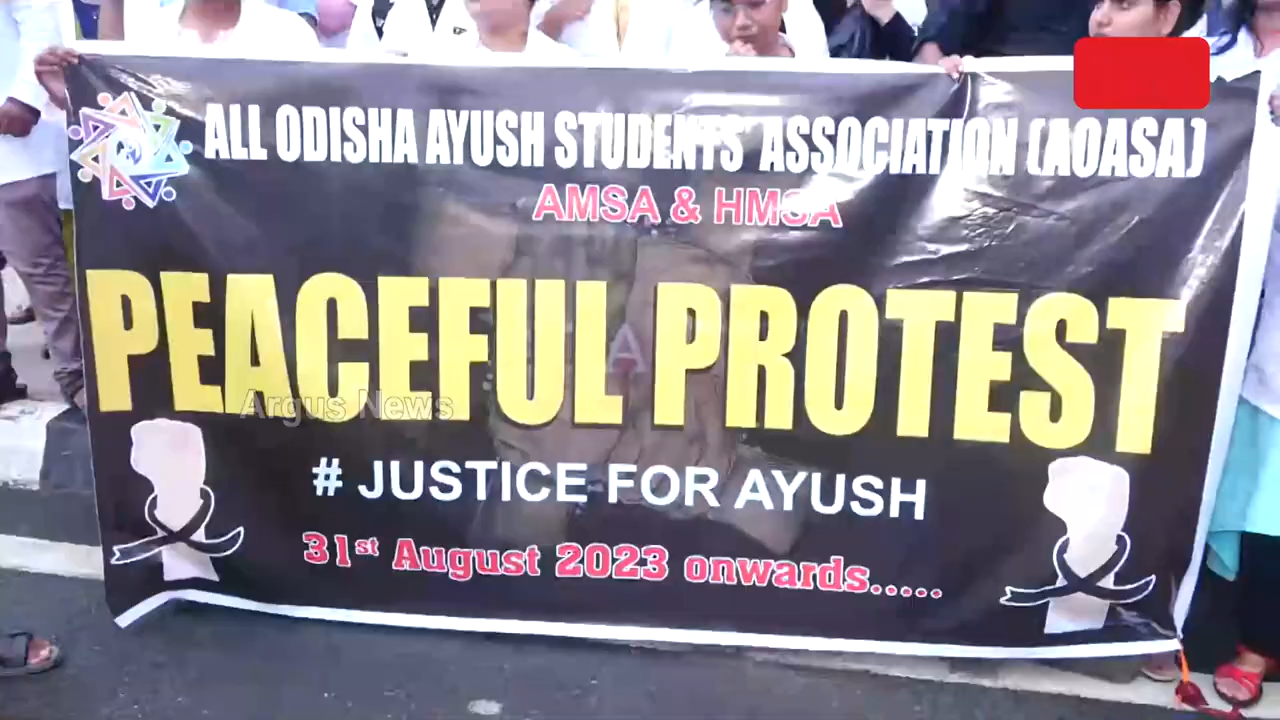 ALL ODISHA AYUSH STUDENTS' ASSOCIATION (AOASA)
AMSA & HMSA
PEACEFUL PROTEST
Argus News
# JUSTICE FOR AYUSH
31st August 2023 onwards.....